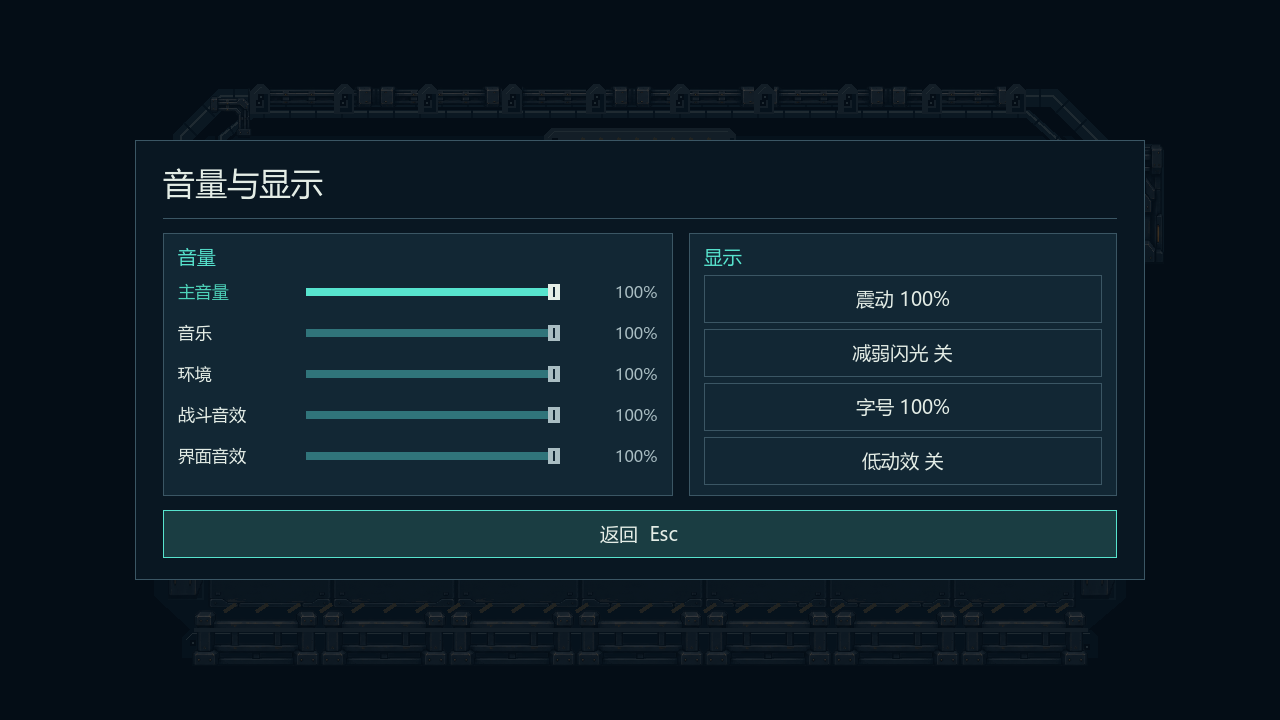 音量与显示
音量
主音量 100%
音乐 100%
环境 100%
战斗音效 100%
界面音效 100%
显示
震动 100%
减弱闪光 关
字号 100%
低动效 关
返回 Esc